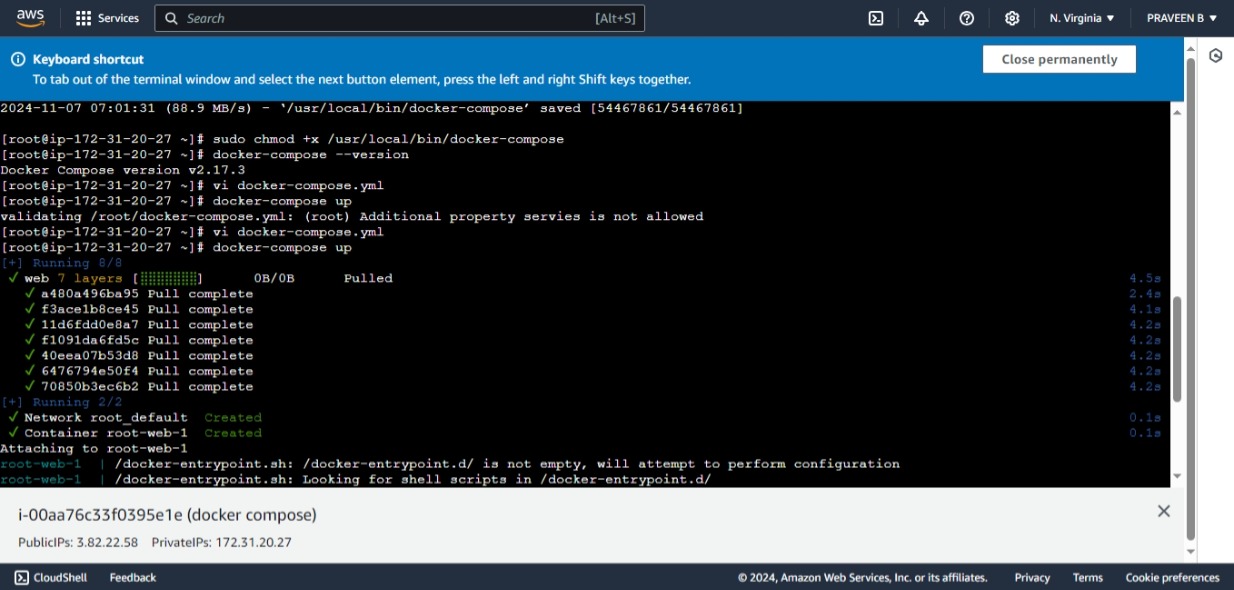 aws Services Search [Alt+S] N. Virginia PRAVEEN B
Keyboard shortcut
To tab out of the terminal window and select the next button element, press the left and right Shift keys together.
Close permanently
2024-11-07 07:01:31 (88.9 MB/s) - ‘/usr/local/bin/docker-compose’ saved [54467861/54467861]
[root@ip-172-31-20-27 ~]# sudo chmod +x /usr/local/bin/docker-compose
[root@ip-172-31-20-27 ~]# docker-compose --version
Docker Compose version v2.17.3
[root@ip-172-31-20-27 ~]# vi docker-compose.yml
[root@ip-172-31-20-27 ~]# docker-compose up
validating /root/docker-compose.yml: (root) Additional property servies is not allowed
[root@ip-172-31-20-27 ~]# vi docker-compose.yml
[root@ip-172-31-20-27 ~]# docker-compose up
[+] Running 8/8
✓ web 7 layers [⣿⣿⣿⣿⣿⣿⣿] 0B/0B Pulled 4.5s
✓ a480a496ba95 Pull complete 2.4s
✓ f3ace1b8ce45 Pull complete 4.1s
✓ 11d6fdd0e8a7 Pull complete 4.2s
✓ f1091da6fd5c Pull complete 4.2s
✓ 40eea07b53d8 Pull complete 4.2s
✓ 6476794e50f4 Pull complete 4.2s
✓ 70850b3ec6b2 Pull complete 4.2s
[+] Running 2/2
✓ Network root_default Created 0.1s
✓ Container root-web-1 Created 0.1s
Attaching to root-web-1
root-web-1 | /docker-entrypoint.sh: /docker-entrypoint.d/ is not empty, will attempt to perform configuration
root-web-1 | /docker-entrypoint.sh: Looking for shell scripts in /docker-entrypoint.d/
i-00aa76c33f0395e1e (docker compose)
PublicIPs: 3.82.22.58 PrivateIPs: 172.31.20.27
CloudShell Feedback © 2024, Amazon Web Services, Inc. or its affiliates. Privacy Terms Cookie preferences